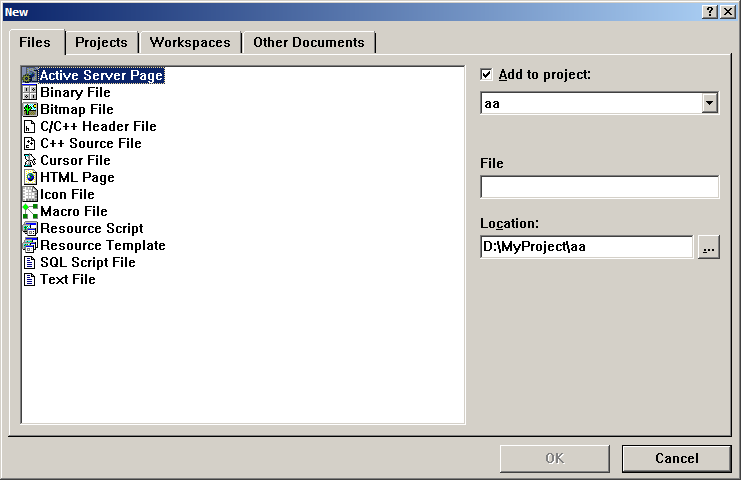 New
Files Projects Workspaces Other Documents
Active Server Page
Binary File
Bitmap File
C/C++ Header File
C++ Source File
Cursor File
HTML Page
Icon File
Macro File
Resource Script
Resource Template
SQL Script File
Text File
Add to project:
aa
File
Location:
D:\MyProject\aa
...
OK Cancel